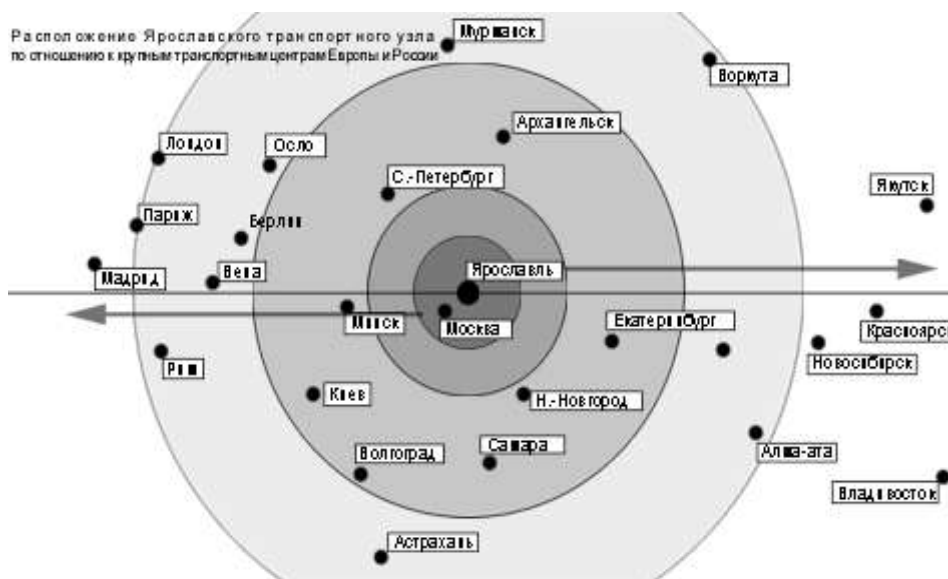 Расположение Ярославского транспортного узла
по отношению к крупным транспортным центрам Европы и России
Мурманск
Воркута
Архангельск
Лондон
Осло
С.-Петербург
Якутск
Париж
Берлин
Ярославль
Мадрид
Вена
Минск
Москва
Екатеринбург
Красноярск
Новосибирск
Рим
Киев
Н.-Новгород
Волгоград
Самара
Алма-ата
Владивосток
Астрахань